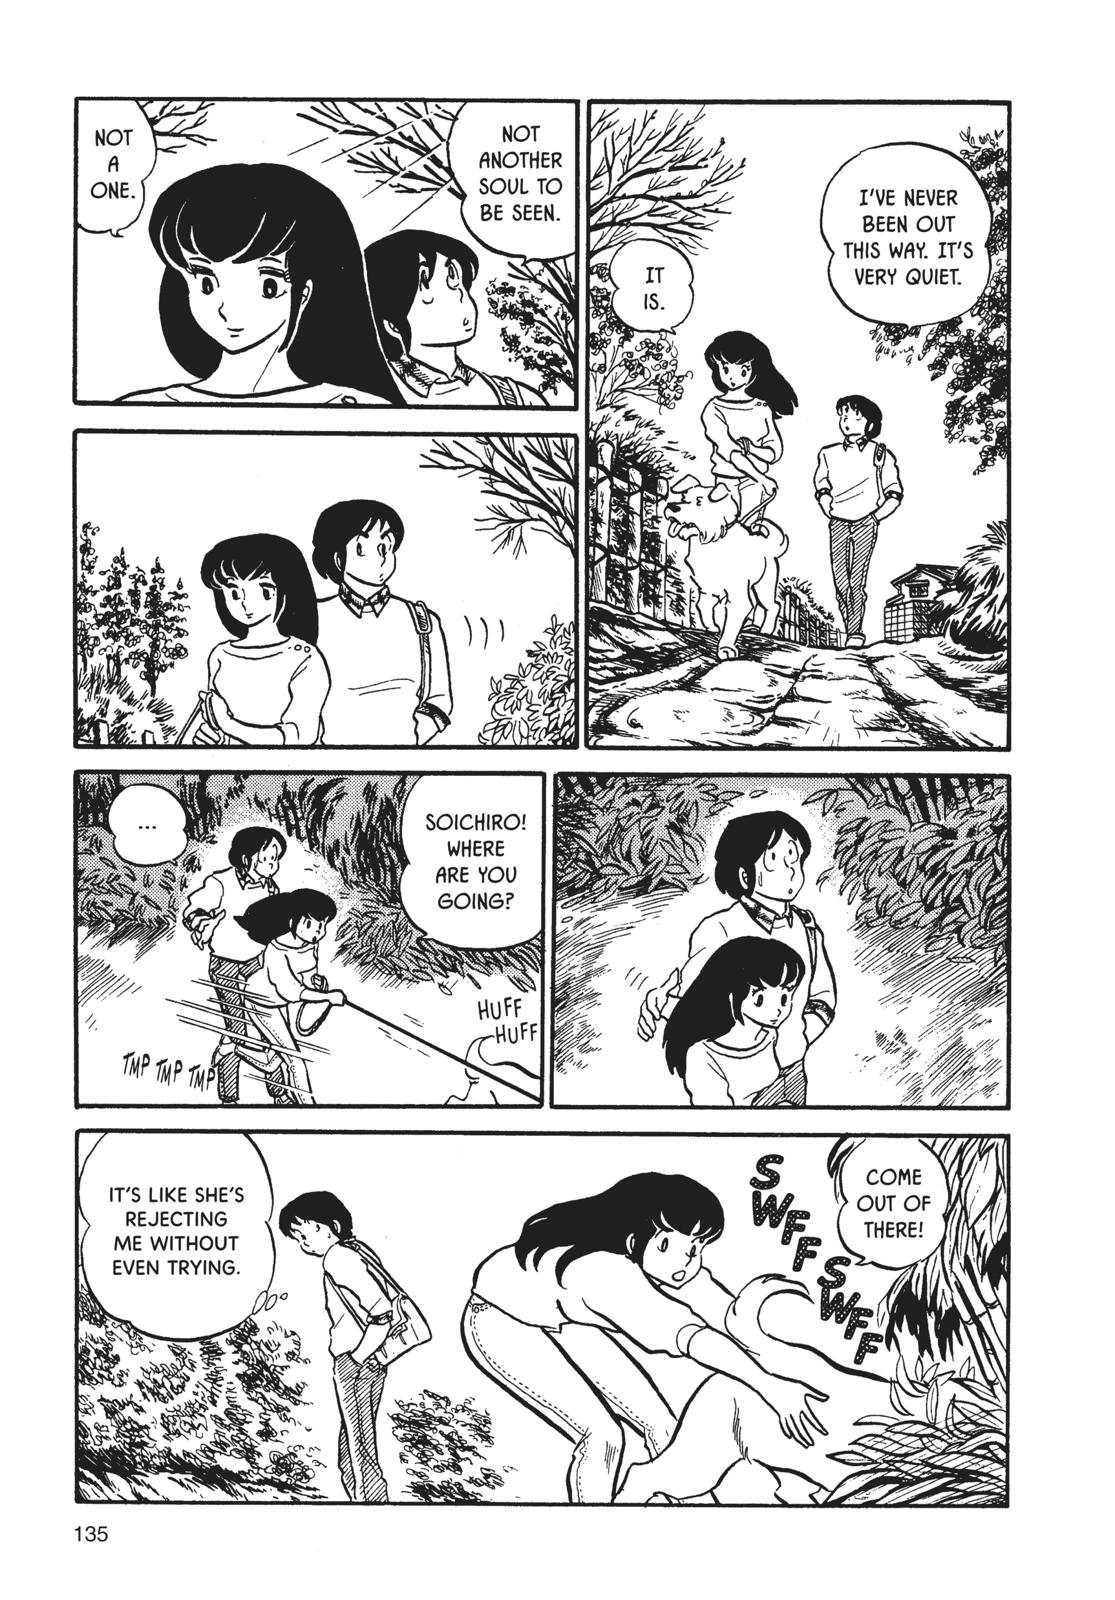 I'VE NEVER
BEEN OUT
THIS WAY. IT'S
VERY QUIET.
IT
IS.
NOT
ANOTHER
SOUL TO
BE SEEN.
NOT
A
ONE.
...
SOICHIRO!
WHERE
ARE YOU
GOING?
HUFF
HUFF
TMP TMP TMP
COME
OUT OF
THERE!
SWFF
SWFF
IT'S LIKE SHE'S
REJECTING
ME WITHOUT
EVEN TRYING.
135